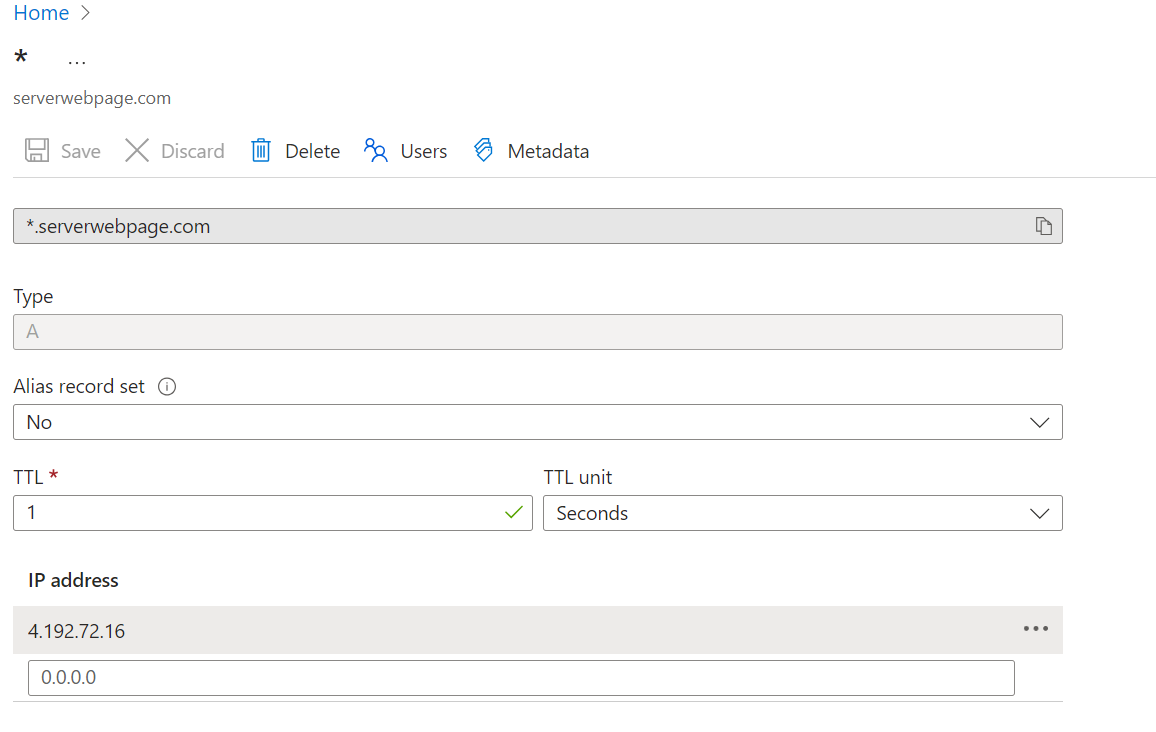 Home >
* ...
serverwebpage.com
Save Discard Delete Users Metadata
*.serverwebpage.com
Type
A
Alias record set
No
TTL * TTL unit
1 Seconds
IP address
4.192.72.16 ...
0.0.0.0